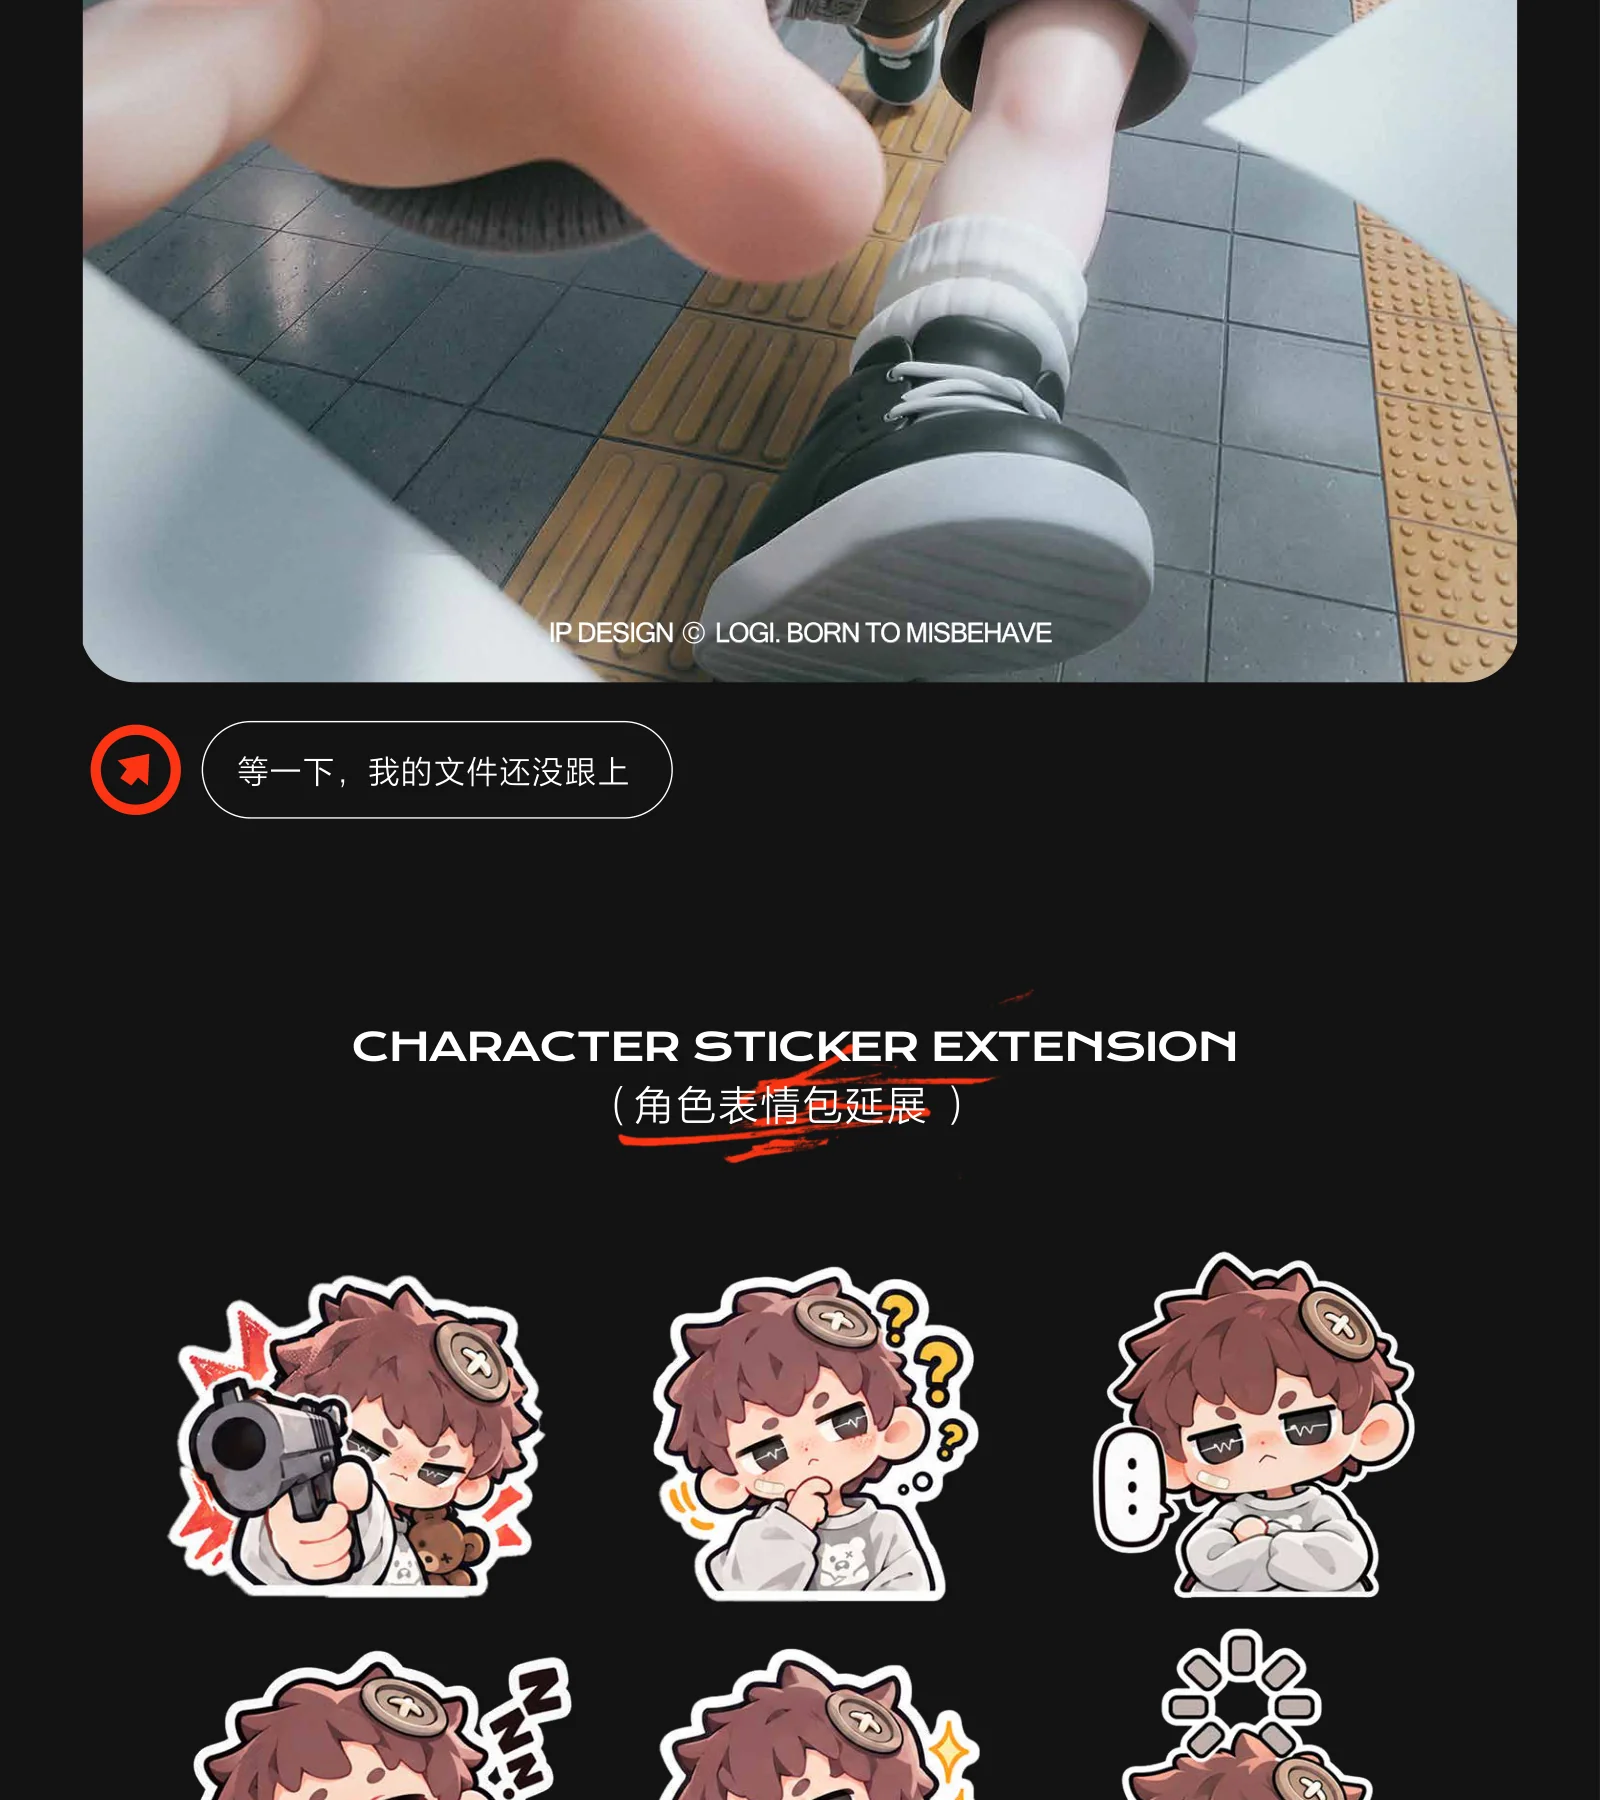 IP DESIGN © LOGI. BORN TO MISBEHAVE
等一下，我的文件还没跟上
CHARACTER STICKER EXTENSION
（角色表情包延展 ）
???
ZZZ